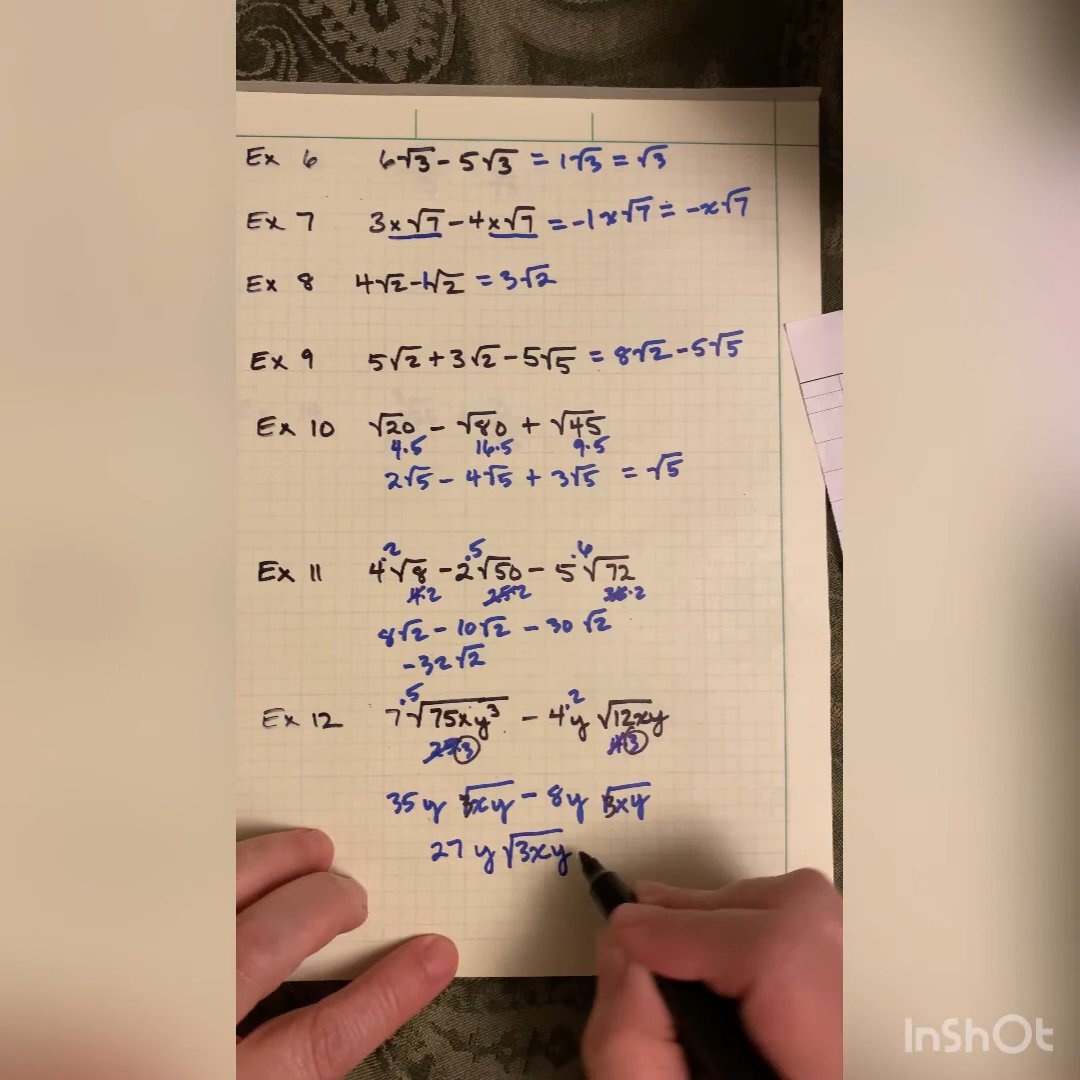 Ex 6 6√3 - 5√3 = 1√3 = √3
Ex 7 3x√7 - 4x√7 = -1x√7 = -x√7
Ex 8 4√2 - 1√2 = 3√2
Ex 9 5√2 + 3√2 - 5√5 = 8√2 - 5√5
Ex 10 √20 - √80 + √45
4·5 16·5 9·5
2√5 - 4√5 + 3√5 = √5
·2 ·5 ·6
Ex 11 4√8 - 2√50 - 5√72
4·2 25·2 36·2
8√2 - 10√2 - 30√2
-32√2
·5 ·2
Ex 12 7√75xy³ - 4y√12xy
25·3 4·3
35y√3xy - 8y√3xy
27y√3xy
InShOt